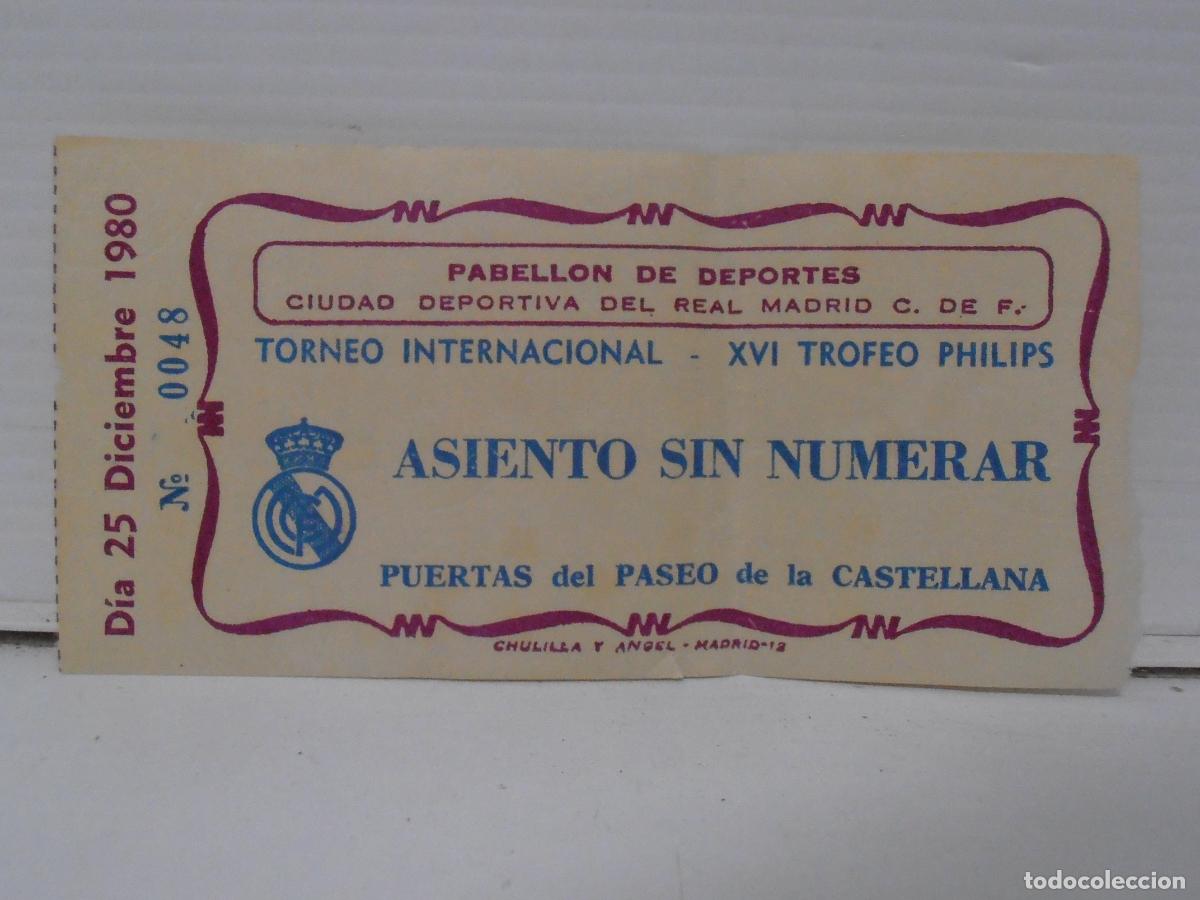 Día 25 Diciembre 1980
Nº 0048
PABELLON DE DEPORTES
CIUDAD DEPORTIVA DEL REAL MADRID C. DE F.-
TORNEO INTERNACIONAL - XVI TROFEO PHILIPS
ASIENTO SIN NUMERAR
PUERTAS del PASEO de la CASTELLANA
CHULILLA Y ANGEL - MADRID-12
todocoleccion